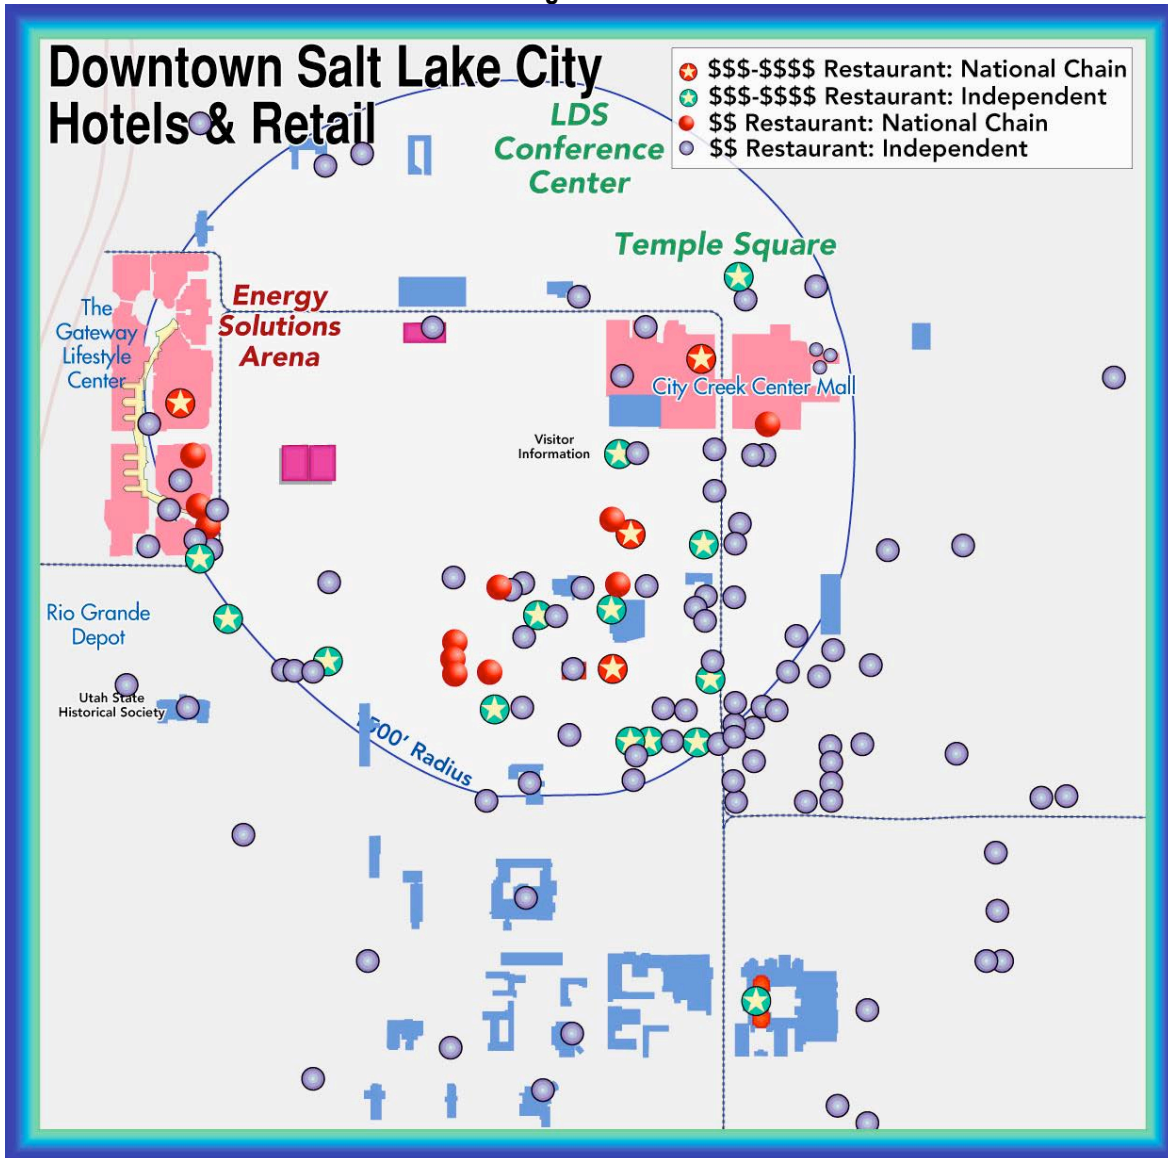 Downtown Salt Lake City
Hotels & Retail
$$$-$$$$ Restaurant: National Chain
$$$-$$$$ Restaurant: Independent
$$ Restaurant: National Chain
$$ Restaurant: Independent
LDS
Conference
Center
Temple Square
The
Gateway
Lifestyle
Center
Energy
Solutions
Arena
City Creek Center Mall
Visitor
Information
Rio Grande
Depot
Utah State
Historical Society
500' Radius